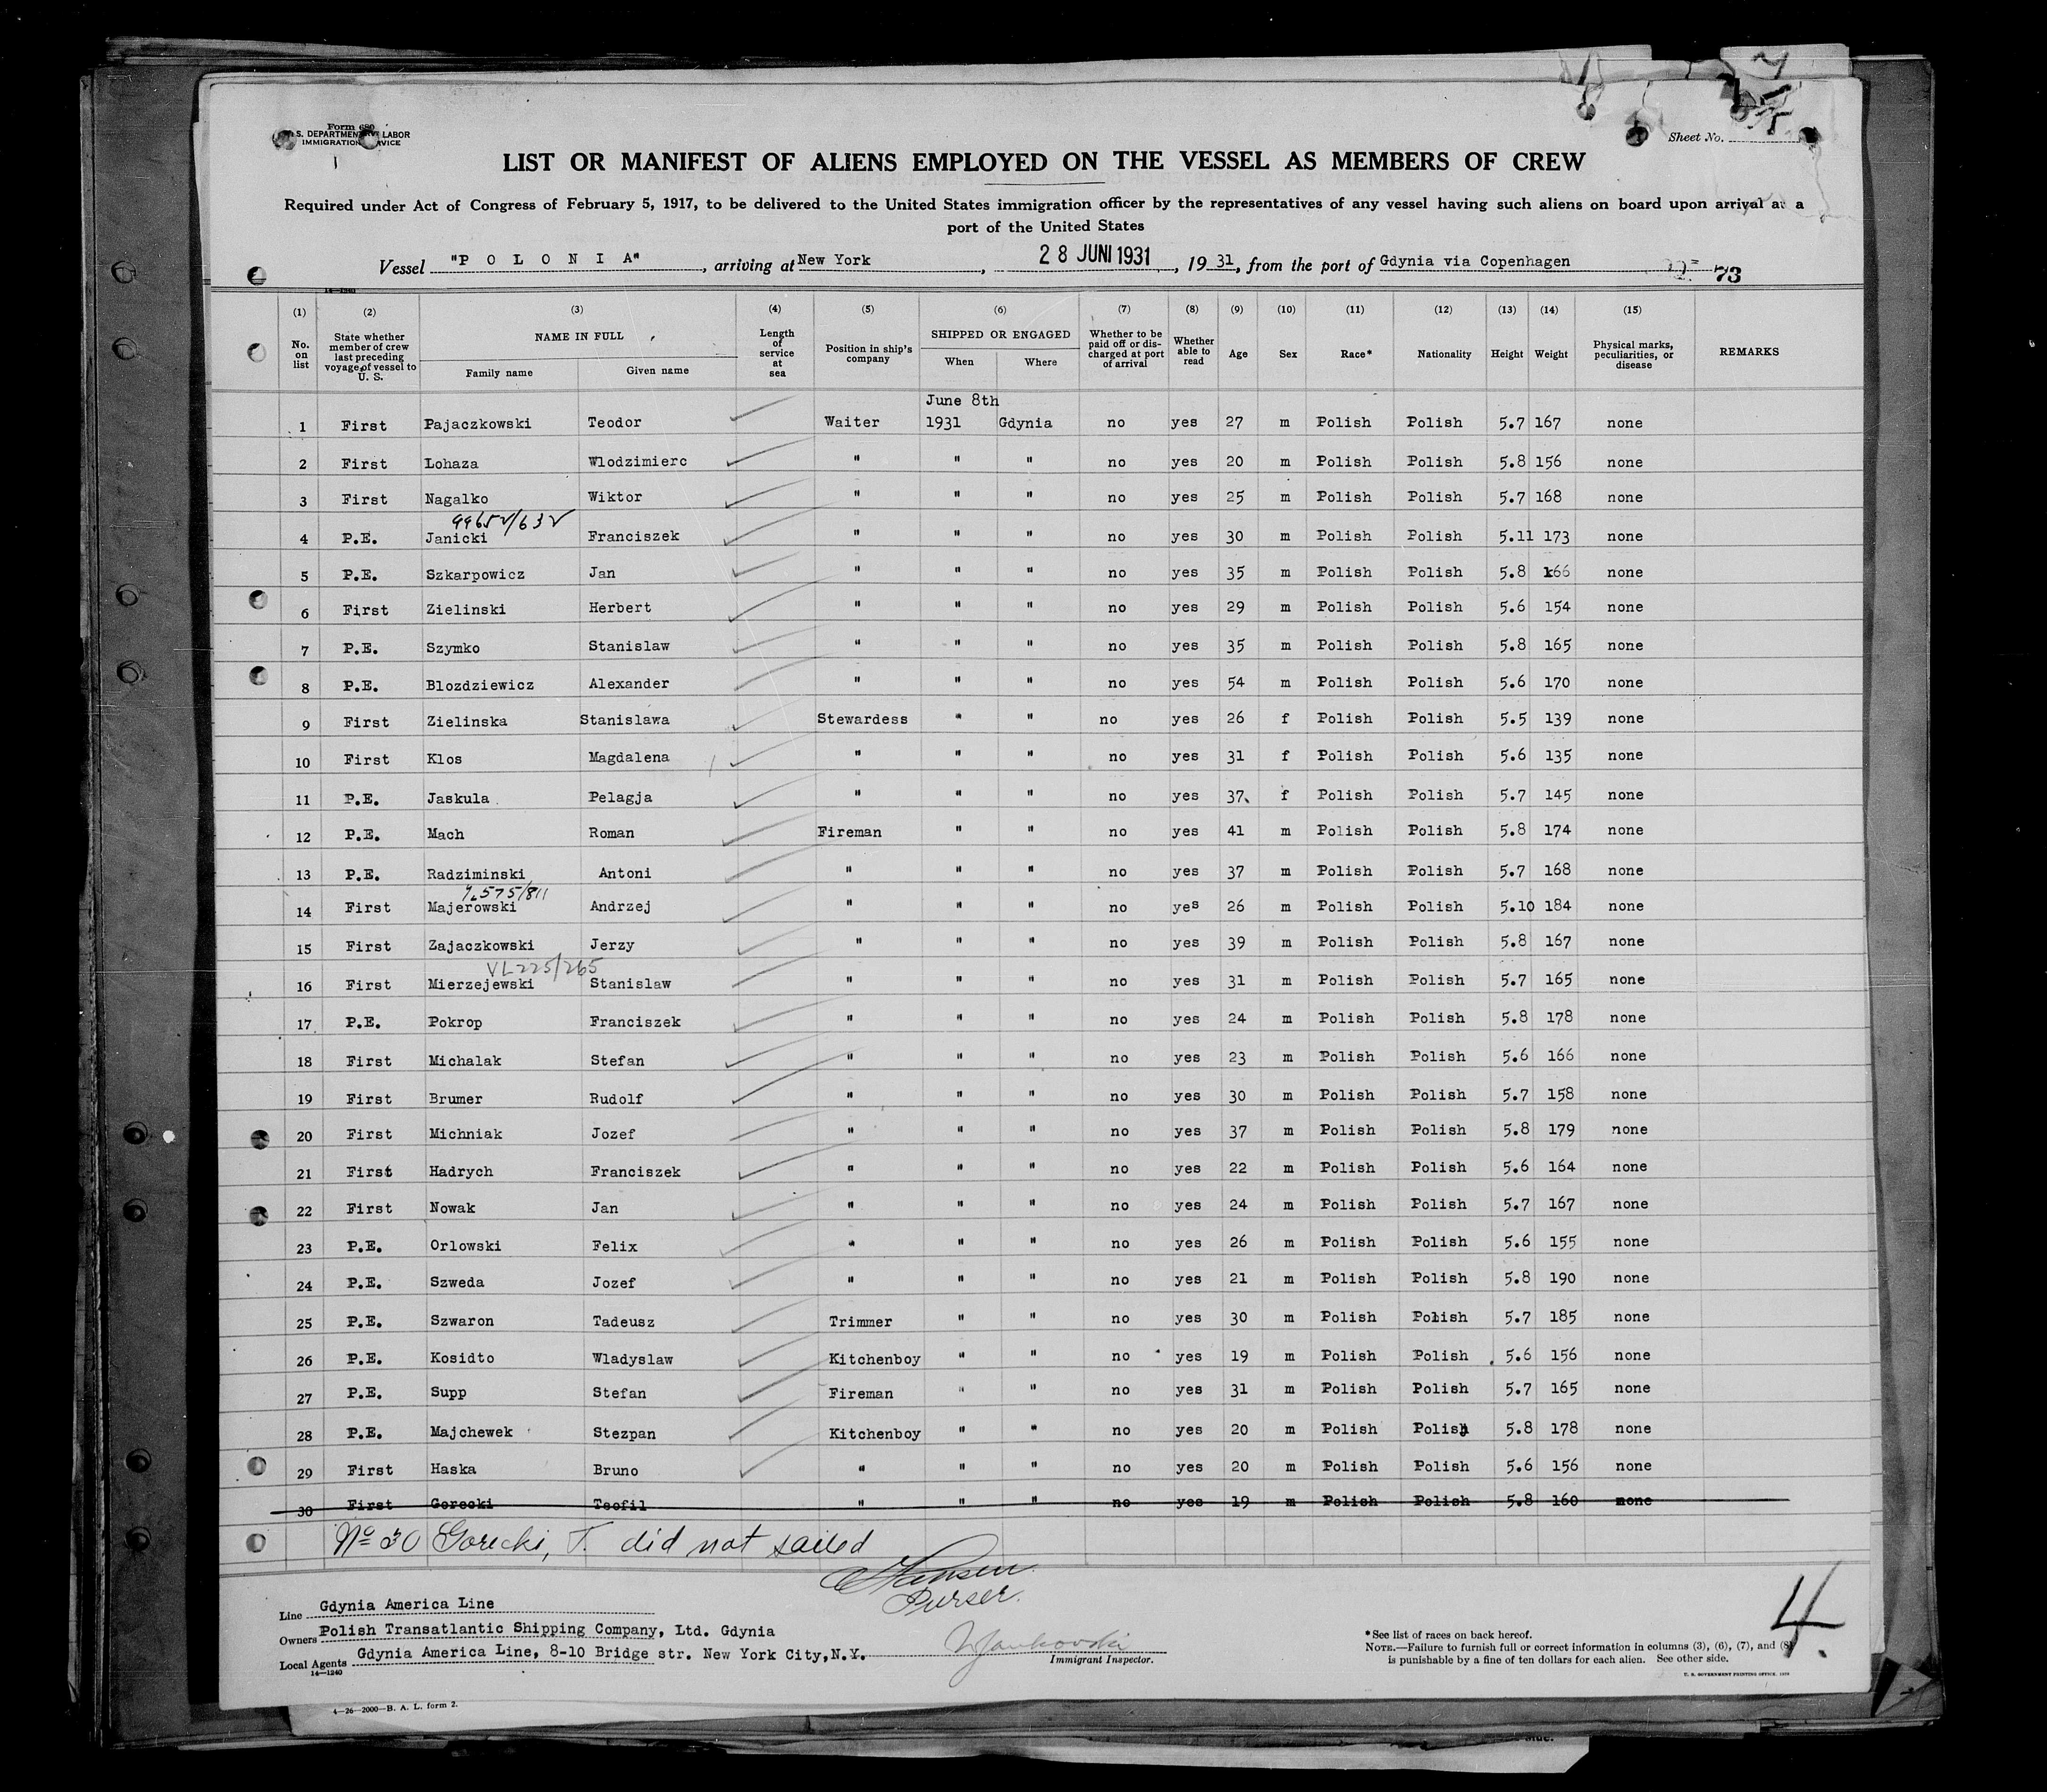 Form 680
U. S. DEPARTMENT OF LABOR
IMMIGRATION SERVICE
Sheet No.
LIST OR MANIFEST OF ALIENS EMPLOYED ON THE VESSEL AS MEMBERS OF CREW
Required under Act of Congress of February 5, 1917, to be delivered to the United States immigration officer by the representatives of any vessel having such aliens on board upon arrival at a
port of the United States
Vessel "P O L O N I A", arriving at New York, 28 JUNI 1931, 1931, from the port of Gdynia via Copenhagen 73
14—1240
(1) (2) (3) (4) (5) (6) (7) (8) (9) (10) (11) (12) (13) (14) (15)
No. on list State whether member of crew last preceding voyage of vessel to U. S. NAME IN FULL Family name Given name Length of service at sea Position in ship's company SHIPPED OR ENGAGED When Where Whether to be paid off or discharged at port of arrival Whether able to read Age Sex Race* Nationality Height Weight Physical marks, peculiarities, or disease REMARKS
June 8th
1 First Pajaczkowski Teodor Waiter 1931 Gdynia no yes 27 m Polish Polish 5.7 167 none
2 First Lohaza Wlodzimierc " " " no yes 20 m Polish Polish 5.8 156 none
3 First Nagalko Wiktor " " " no yes 25 m Polish Polish 5.7 168 none
4 P.E. Janicki Franciszek " " " no yes 30 m Polish Polish 5.11 173 none
5 P.E. Szkarpowicz Jan " " " no yes 35 m Polish Polish 5.8 166 none
6 First Zielinski Herbert " " " no yes 29 m Polish Polish 5.6 154 none
7 P.E. Szymko Stanislaw " " " no yes 35 m Polish Polish 5.8 165 none
8 P.E. Blozdziewicz Alexander " " " no yes 54 m Polish Polish 5.6 170 none
9 First Zielinska Stanislawa Stewardess " " no yes 26 f Polish Polish 5.5 139 none
10 First Klos Magdalena " " " no yes 31 f Polish Polish 5.6 135 none
11 P.E. Jaskula Pelagja " " " no yes 37 f Polish Polish 5.7 145 none
12 P.E. Mach Roman Fireman " " no yes 41 m Polish Polish 5.8 174 none
13 P.E. Radziminski Antoni " " " no yes 37 m Polish Polish 5.7 168 none
575/811
14 First Majerowski Andrzej " " " no yes 26 m Polish Polish 5.10 184 none
15 First Zajaczkowski Jerzy " " " no yes 39 m Polish Polish 5.8 167 none
VL225/265
16 First Mierzejewski Stanislaw " " " no yes 31 m Polish Polish 5.7 165 none
17 P.E. Pokrop Franciszek " " " no yes 24 m Polish Polish 5.8 178 none
18 First Michalak Stefan " " " no yes 23 m Polish Polish 5.6 166 none
19 First Brumer Rudolf " " " no yes 30 m Polish Polish 5.7 158 none
20 First Michniak Jozef " " " no yes 37 m Polish Polish 5.8 179 none
21 First Hadrych Franciszek " " " no yes 22 m Polish Polish 5.6 164 none
22 First Nowak Jan " " " no yes 24 m Polish Polish 5.7 167 none
23 P.E. Orlowski Felix " " " no yes 26 m Polish Polish 5.6 155 none
24 P.E. Szweda Jozef " " " no yes 21 m Polish Polish 5.8 190 none
25 P.E. Szwaron Tadeusz Trimmer " " no yes 30 m Polish Polish 5.7 185 none
26 P.E. Kosidto Wladyslaw Kitchenboy " " no yes 19 m Polish Polish 5.6 156 none
27 P.E. Supp Stefan Fireman " " no yes 31 m Polish Polish 5.7 165 none
28 P.E. Majchewek Stezpan Kitchenboy " " no yes 20 m Polish Polish 5.8 178 none
29 First Haska Bruno " " " no yes 20 m Polish Polish 5.6 156 none
30 First Gorecki Teofil " " " no yes 19 m Polish Polish 5.8 160 none
No 30 Gorecki, T. did not sailed
Hansen
Purser.
Line Gdynia America Line
Owners Polish Transatlantic Shipping Company, Ltd. Gdynia
Local Agents Gdynia America Line, 8-10 Bridge str. New York City, N.Y.
14—1240
Immigrant Inspector.
*See list of races on back hereof.
NOTE.—Failure to furnish full or correct information in columns (3), (6), (7), and (8)
is punishable by a fine of ten dollars for each alien. See other side.
U. S. GOVERNMENT PRINTING OFFICE
4.
4—26—2000—B. A. L. form 2.
side.